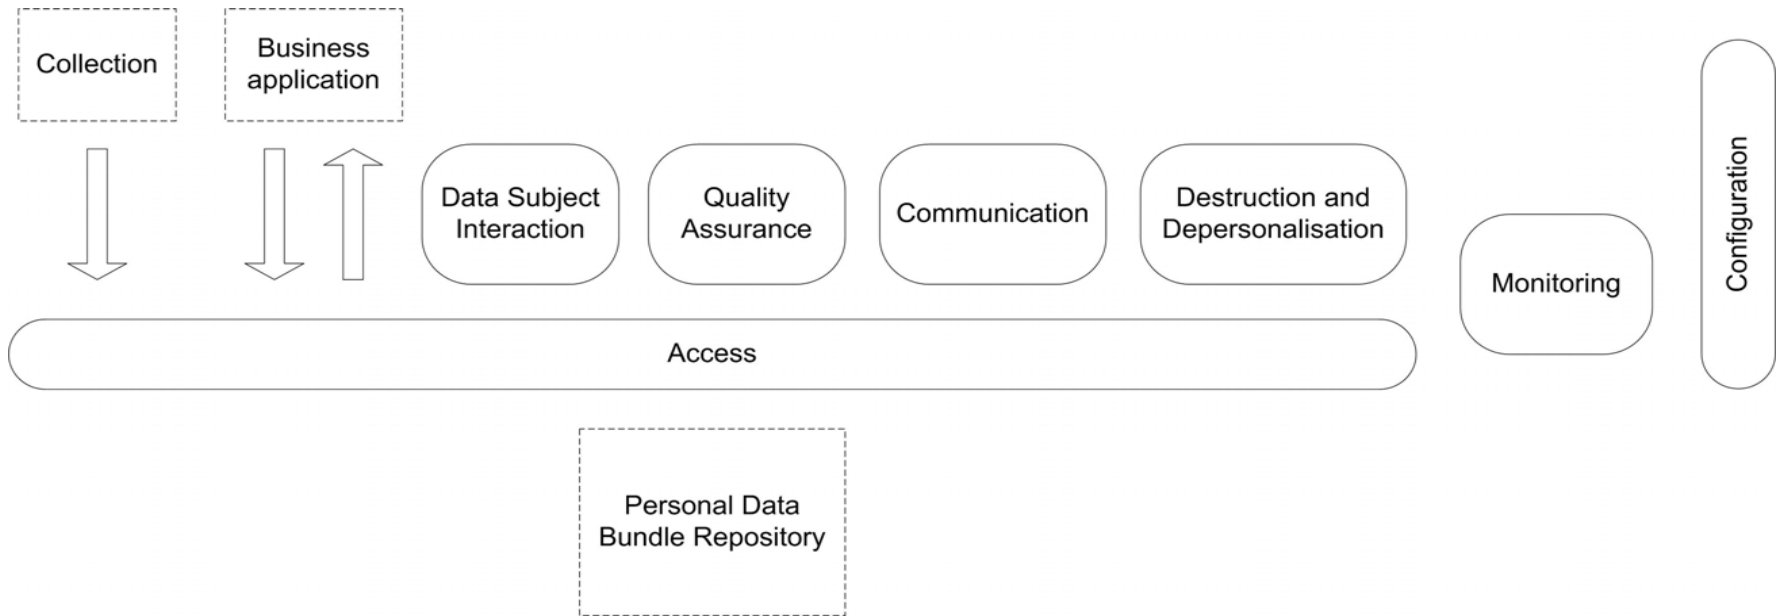 Collection
Business
application
Data Subject
Interaction
Quality
Assurance
Communication
Destruction and
Depersonalisation
Monitoring
Configuration
Access
Personal Data
Bundle Repository